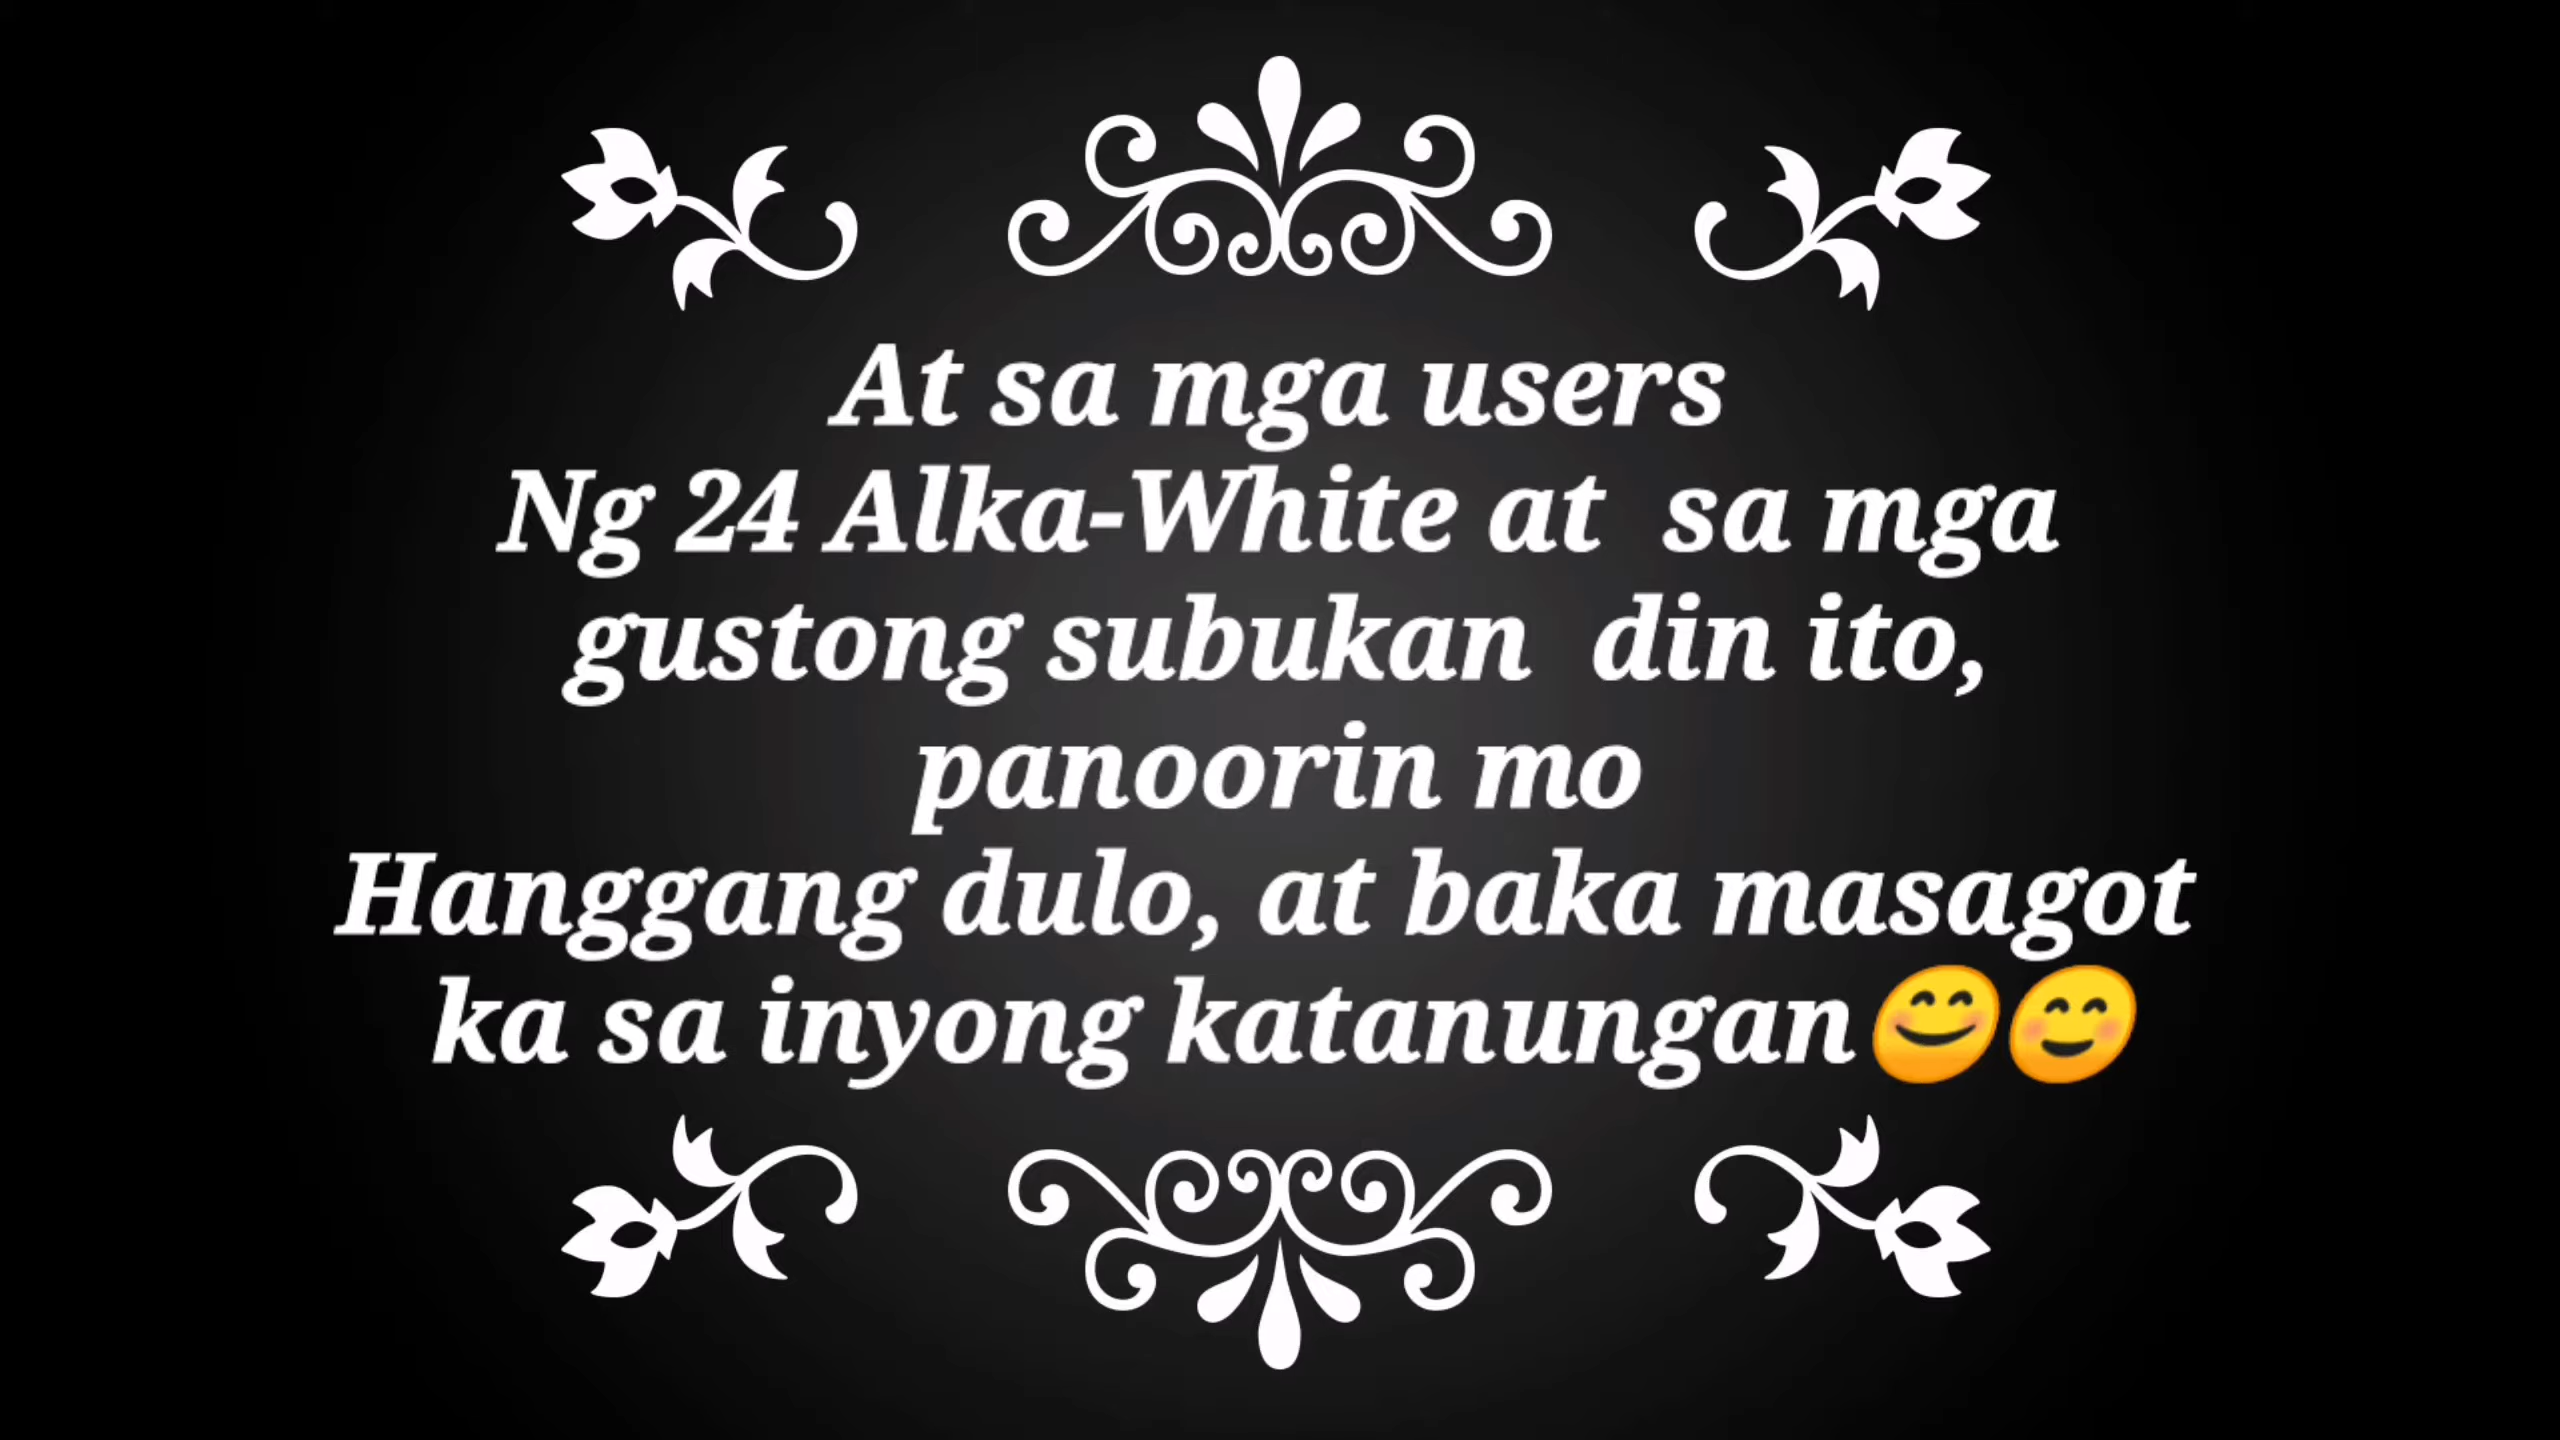 At sa mga users
Ng 24 Alka-White at  sa mga
gustong subukan  din ito,
panoorin mo
Hanggang dulo, at baka masagot
ka sa inyong katanungan😊😊